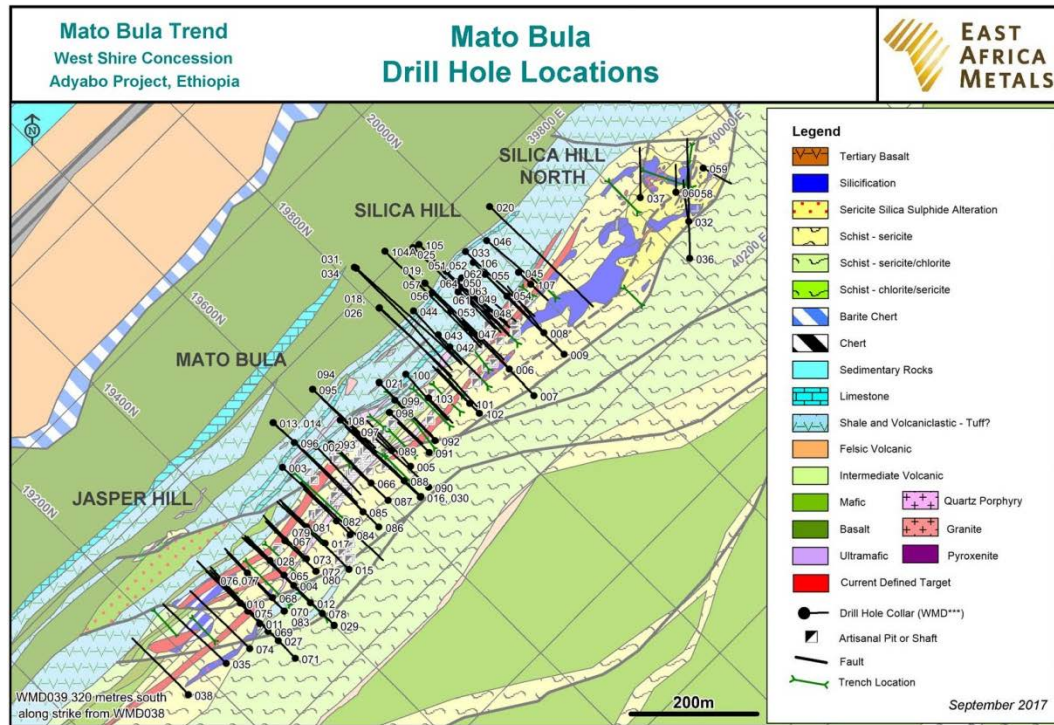 Mato Bula Trend
West Shire Concession
Adyabo Project, Ethiopia
Mato Bula
Drill Hole Locations
EAST
AFRICA
METALS
N
20000N
39800 E
40000 E
SILICA HILL
NORTH
059
037
06058
020
19800N
SILICA HILL
032
046
104A
105
025
033
036
40200 E
031,
034
019,
051,052
106
062
045
055
057
064
050
107
063
056
061
049
054
018,
026
044
053
048
19600N
043
047
008
042
009
MATO BULA
006
094
100
095
021
007
099
103
101
102
19400N
098
013,014
108
097
092
096
002
093
091
089
005
003
088
090
066
016, 030
JASPER HILL
087
085
19200N
086
082
084
081
079
067
017
073
015
028
072
080
076,077
065
004
068
012
010
070
078
075
083
029
011
069
027
074
071
035
038
WMD039 320 metres south
along strike from WMD038
200m
Legend
Tertiary Basalt
Silicification
Sericite Silica Sulphide Alteration
Schist - sericite
Schist - sericite/chlorite
Schist - chlorite/sericite
Barite Chert
Chert
Sedimentary Rocks
Limestone
Shale and Volcaniclastic - Tuff?
Felsic Volcanic
Intermediate Volcanic
Mafic
Quartz Porphyry
Basalt
Granite
Ultramafic
Pyroxenite
Current Defined Target
Drill Hole Collar (WMD***)
Artisanal Pit or Shaft
Fault
Trench Location
September 2017